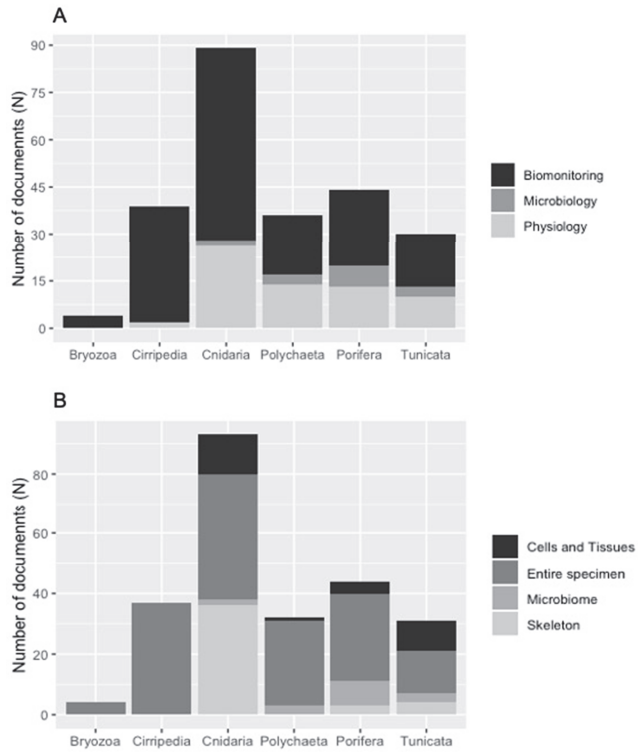 A
Number of documennts (N)
90
75
60
45
30
15
0
Bryozoa Cirripedia Cnidaria Polychaeta Porifera Tunicata
Biomonitoring
Microbiology
Physiology
B
Number of documennts (N)
80
60
40
20
0
Bryozoa Cirripedia Cnidaria Polychaeta Porifera Tunicata
Cells and Tissues
Entire specimen
Microbiome
Skeleton